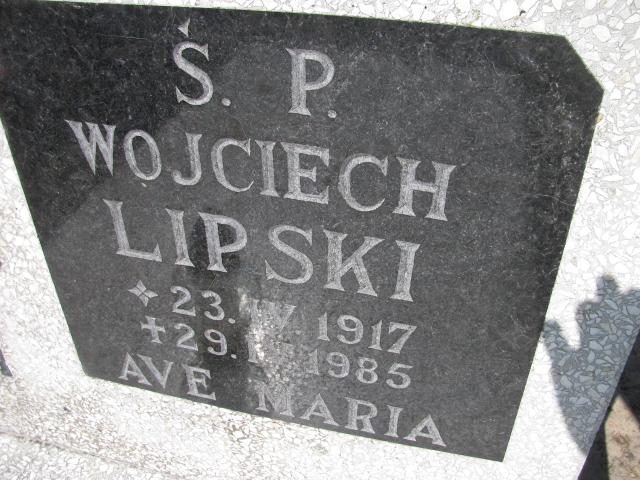 Ś. P.
WOJCIECH
LIPSKI
23. 1917
29. 1985
AVE MARIA